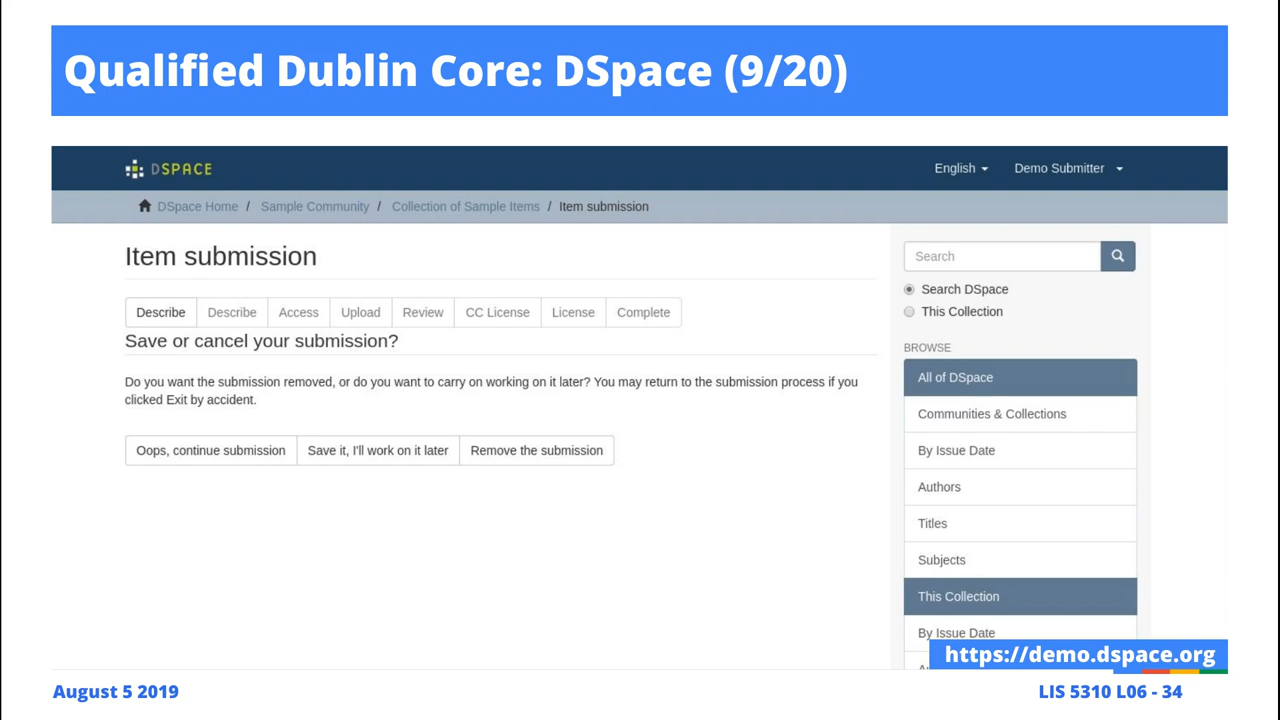 Qualified Dublin Core: DSpace (9/20)
DSPACE
English
Demo Submitter
DSpace Home / Sample Community / Collection of Sample Items / Item submission
Item submission
Describe Describe Access Upload Review CC License License Complete
Save or cancel your submission?
Do you want the submission removed, or do you want to carry on working on it later? You may return to the submission process if you
clicked Exit by accident.
Oops, continue submission Save it, I'll work on it later Remove the submission
Search
Search DSpace
This Collection
BROWSE
All of DSpace
Communities & Collections
By Issue Date
Authors
Titles
Subjects
This Collection
By Issue Date
https://demo.dspace.org
August 5 2019
LIS 5310 L06 - 34